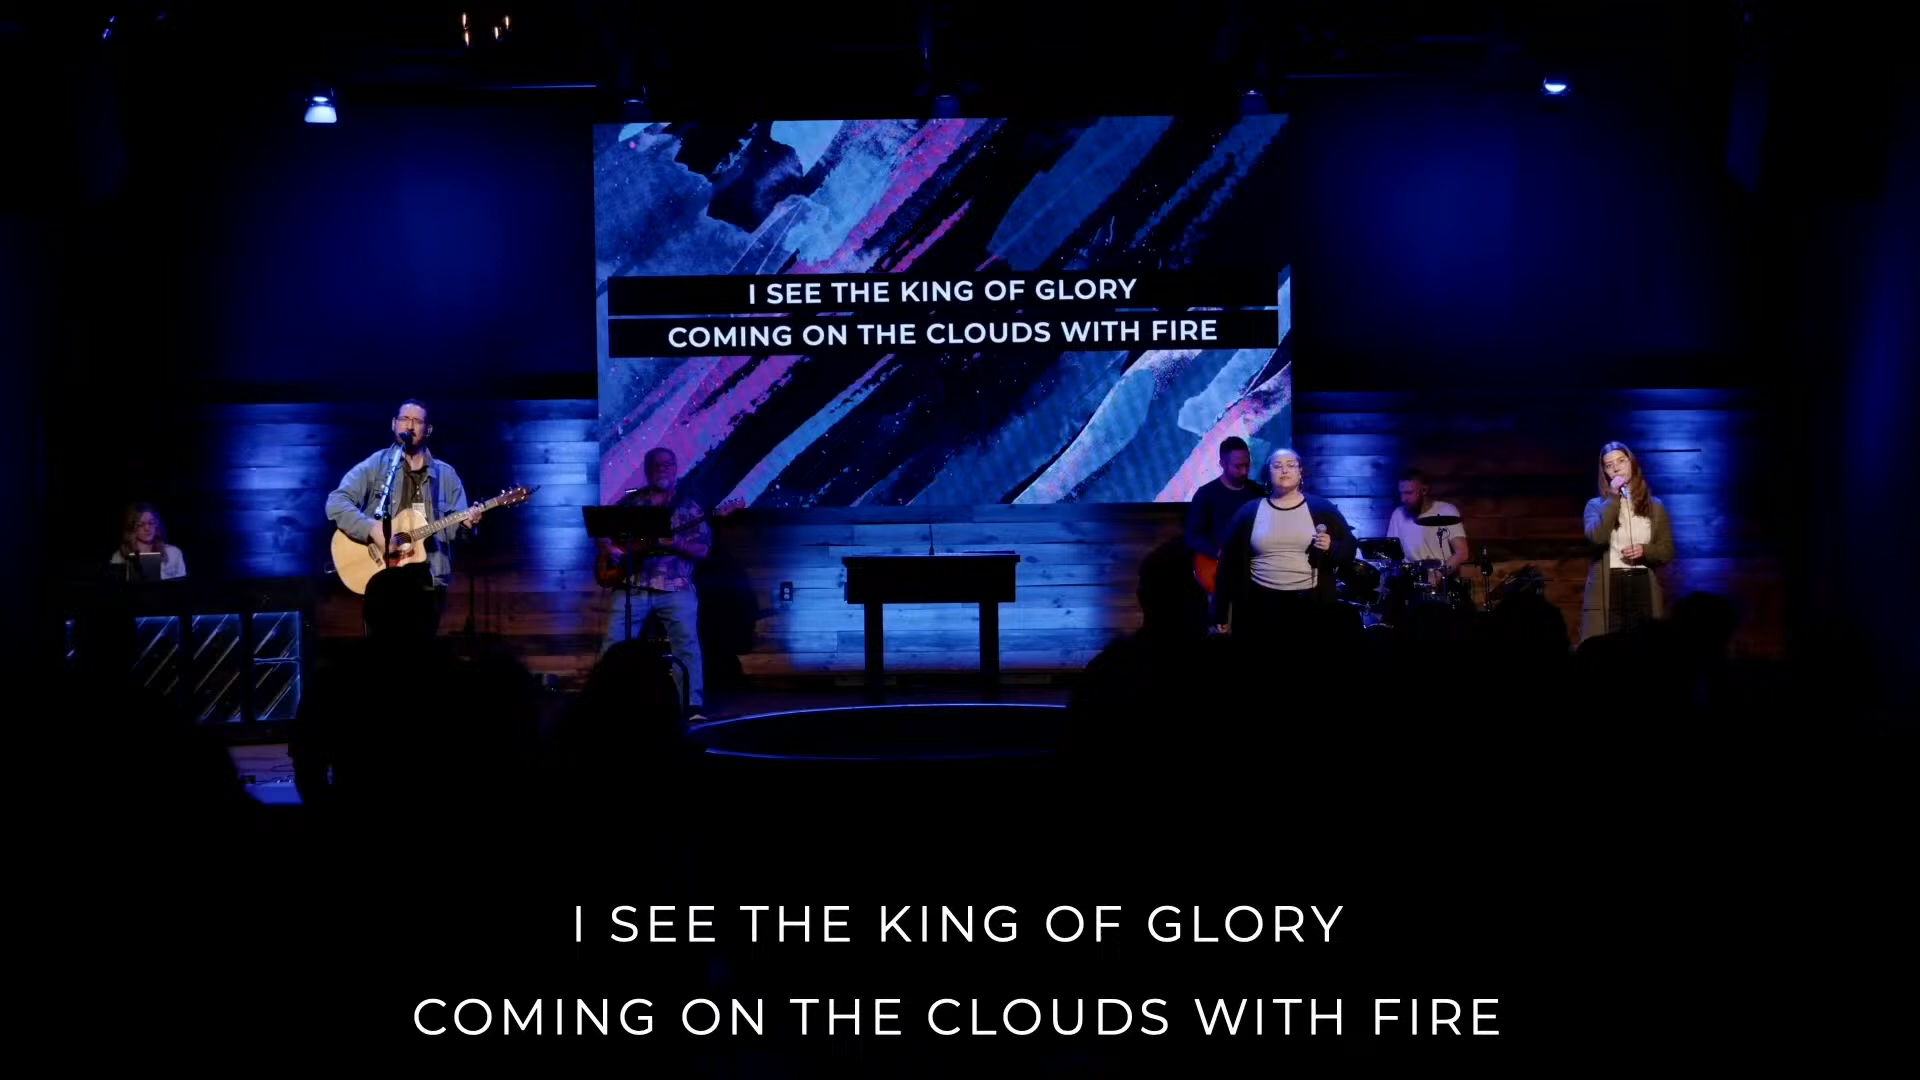 I SEE THE KING OF GLORY
COMING ON THE CLOUDS WITH FIRE
I SEE THE KING OF GLORY
COMING ON THE CLOUDS WITH FIRE